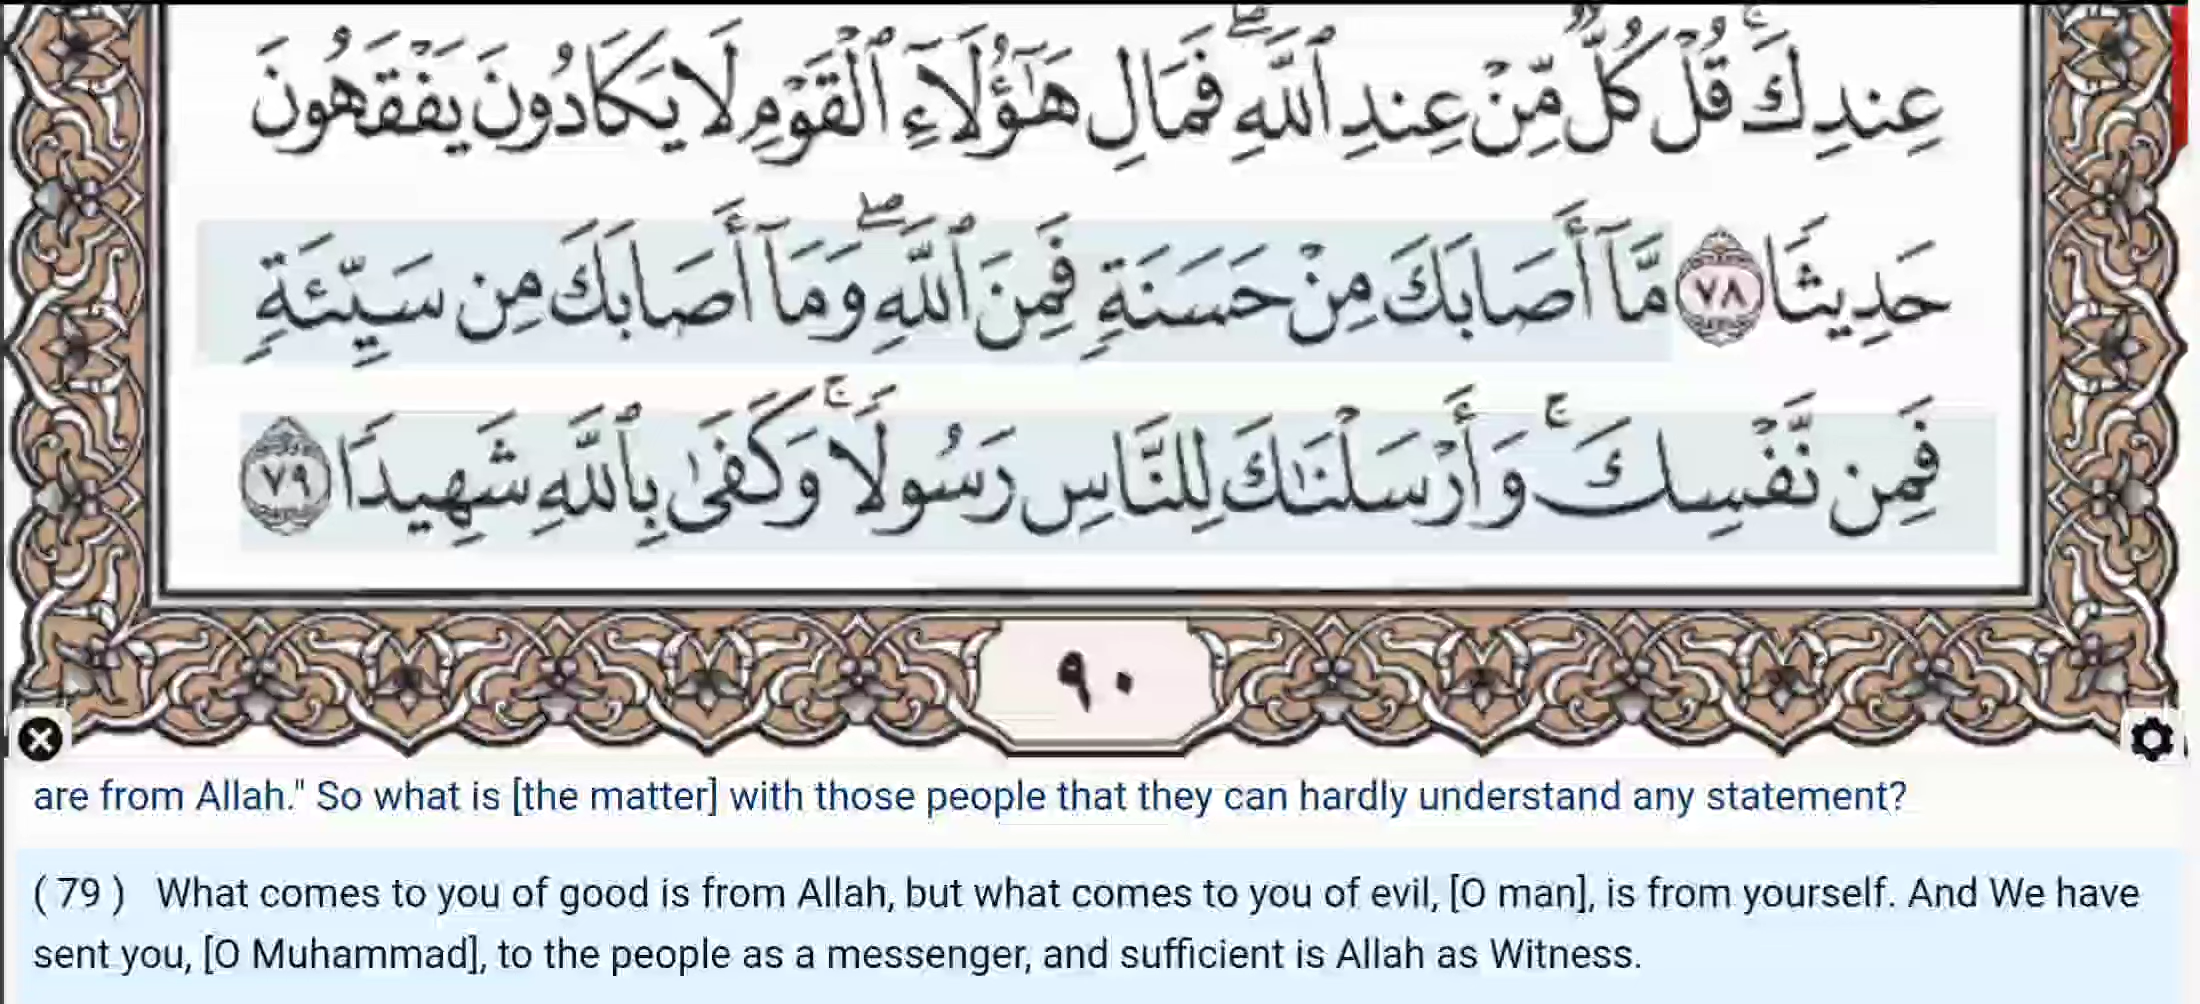 عِندِكَ ۚ قُلْ كُلٌّ مِّنْ عِندِ ٱللَّهِ ۖ فَمَالِ هَـٰٓؤُلَآءِ ٱلْقَوْمِ لَا يَكَادُونَ يَفْقَهُونَ
حَدِيثًا ٧٨ مَّآ أَصَابَكَ مِنْ حَسَنَةٍ فَمِنَ ٱللَّهِ ۖ وَمَآ أَصَابَكَ مِن سَيِّئَةٍ
فَمِن نَّفْسِكَ ۚ وَأَرْسَلْنَـٰكَ لِلنَّاسِ رَسُولًا ۚ وَكَفَىٰ بِٱللَّهِ شَهِيدًا ٧٩
٩٠
are from Allah." So what is [the matter] with those people that they can hardly understand any statement?
( 79 ) What comes to you of good is from Allah, but what comes to you of evil, [O man], is from yourself. And We have
sent you, [O Muhammad], to the people as a messenger, and sufficient is Allah as Witness.